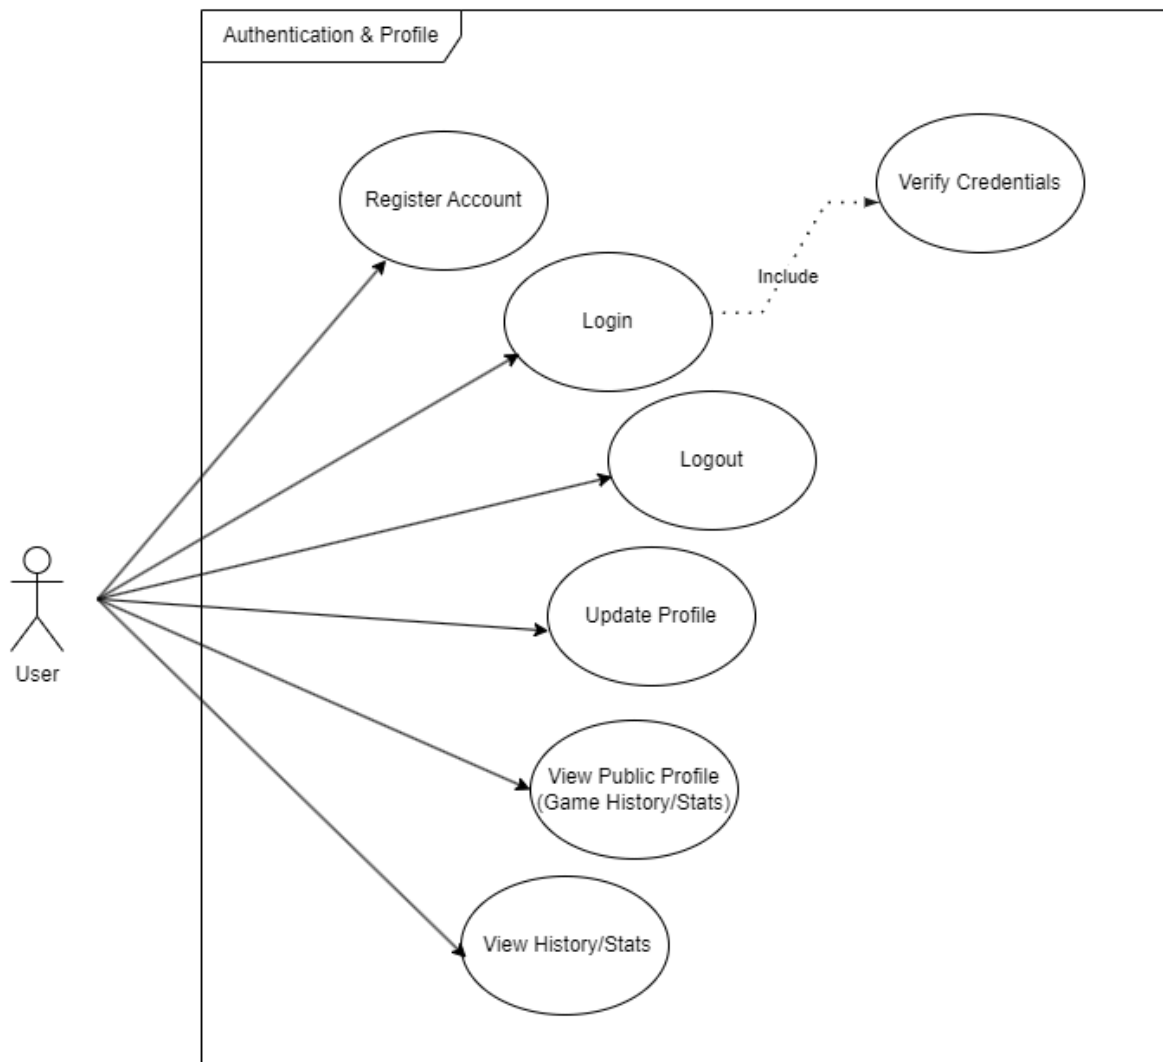 Authentication & Profile
Register Account
Verify Credentials
Include
Login
Logout
Update Profile
User
View Public Profile
(Game History/Stats)
View History/Stats